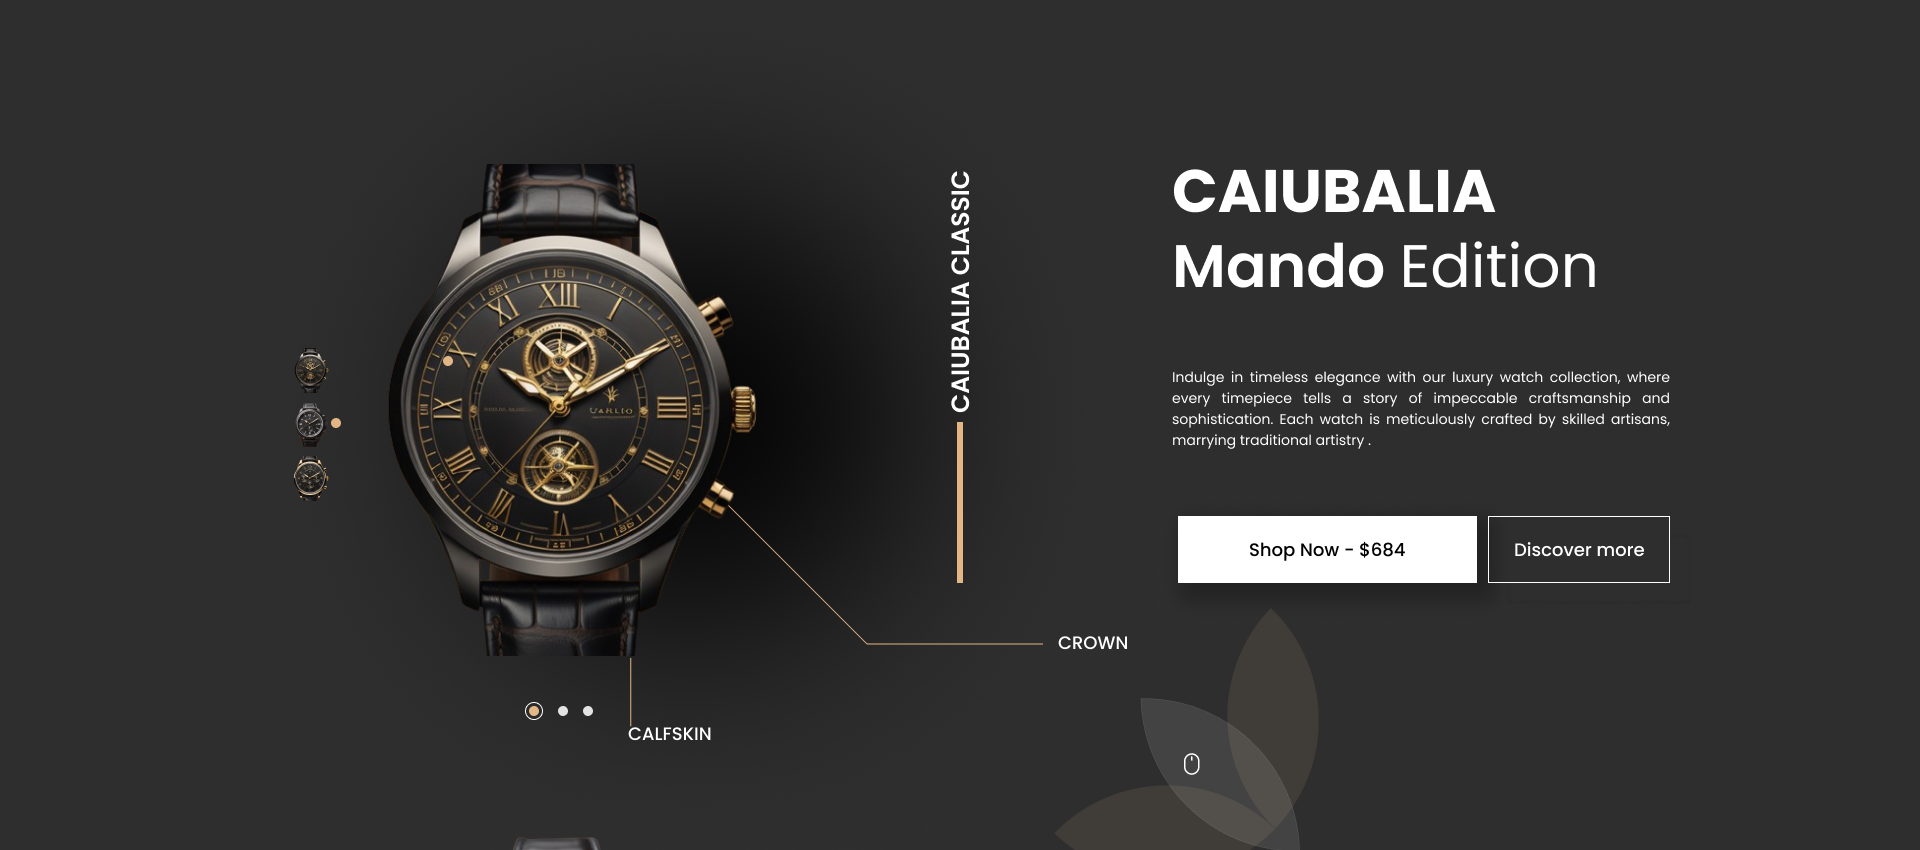 CAIUBALIA CLASSIC
CAIUBALIA
Mando Edition
Indulge in timeless elegance with our luxury watch collection, where
every timepiece tells a story of impeccable craftsmanship and
sophistication. Each watch is meticulously crafted by skilled artisans,
marrying traditional artistry .
Shop Now - $684
Discover more
CROWN
CALFSKIN